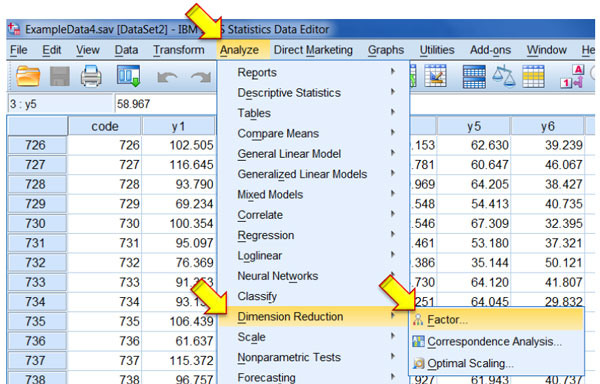 ExampleData4.sav [DataSet2] - IBM SPSS Statistics Data Editor
File Edit View Data Transform Analyze Direct Marketing Graphs Utilities Add-ons Window
3 : y5 58.967
code y1 y5 y6
726 726 102.505 .153 62.630 39.239
727 727 116.645 .781 60.647 46.067
728 728 93.790 .969 64.205 38.427
729 729 69.234 .548 54.413 40.735
730 730 100.354 .546 67.309 32.395
731 731 95.097 .461 53.180 37.321
732 732 76.369 .386 35.144 50.121
733 733 .730 64.120 41.807
734 734 .251 64.045 29.832
735 735 106.439
736 736 61.637
737 737 115.372
738 738 96.757 .927 61.943 40.737
Reports
Descriptive Statistics
Tables
Compare Means
General Linear Model
Generalized Linear Models
Mixed Models
Correlate
Regression
Loglinear
Neural Networks
Classify
Dimension Reduction
Scale
Nonparametric Tests
Forecasting
Factor...
Correspondence Analysis...
Optimal Scaling...